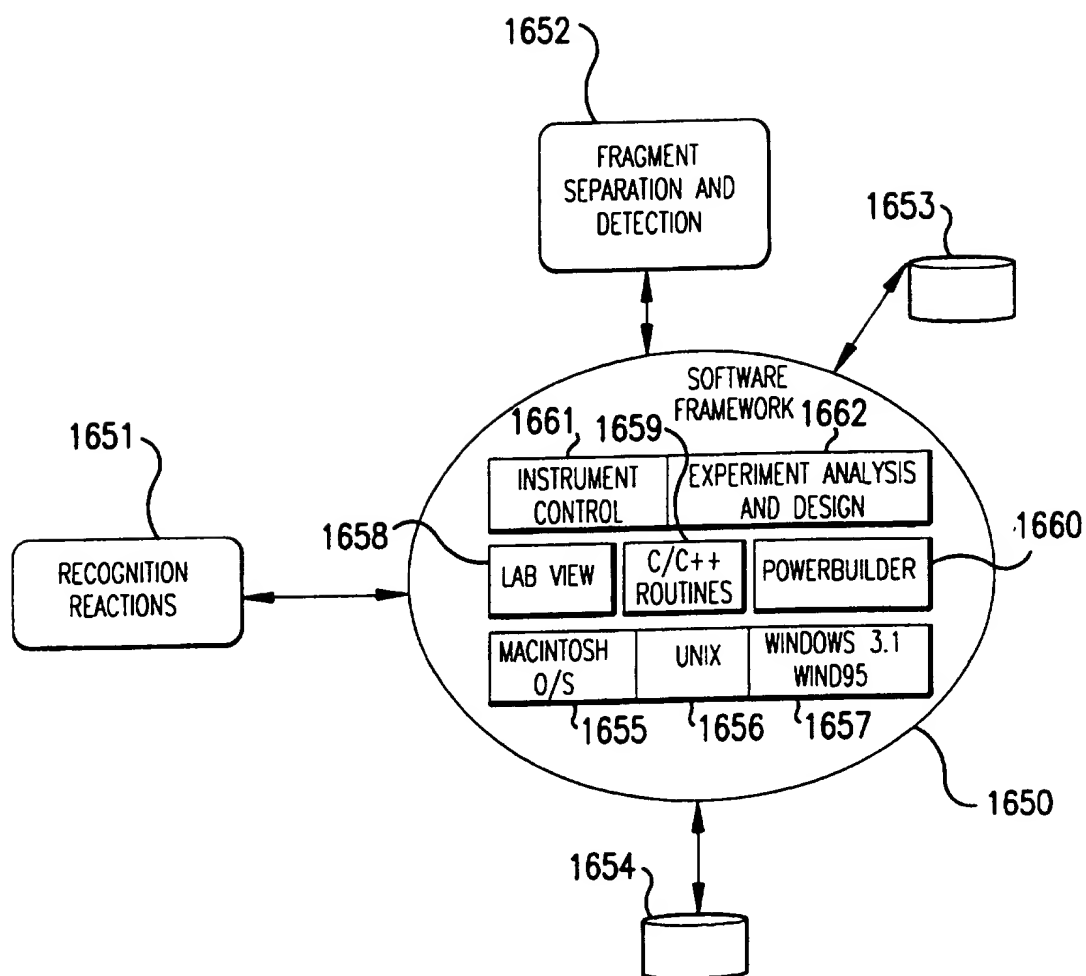 1652
FRAGMENT
SEPARATION AND
DETECTION
1653
SOFTWARE
FRAMEWORK
1661
1659
1662
1651
INSTRUMENT
CONTROL
EXPERIMENT ANALYSIS
AND DESIGN
1658
1660
RECOGNITION
REACTIONS
LAB VIEW
C/C++
ROUTINES
POWERBUILDER
MACINTOSH
O/S
UNIX
WINDOWS 3.1
WIND95
1655
1656
1657
1650
1654